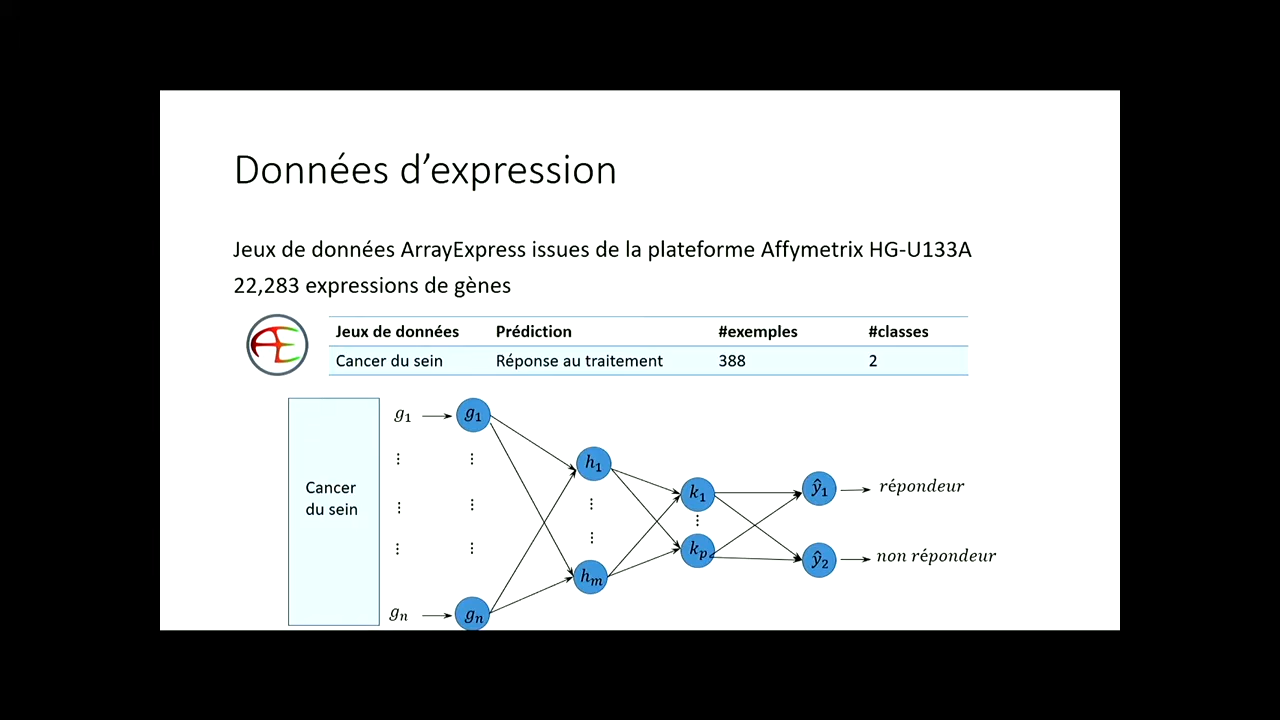 Données d’expression
Jeux de données ArrayExpress issues de la plateforme Affymetrix HG-U133A
22,283 expressions de gènes
AE
Jeux de données Prédiction #exemples #classes
Cancer du sein Réponse au traitement 388 2
g₁ g₁
⋮ ⋮
h₁
Cancer
du sein
k₁ ŷ₁ répondeur
⋮ ⋮ ⋮ ⋮
⋮ ⋮ ⋮
kₚ ŷ₂ non répondeur
hₘ
gₙ gₙ